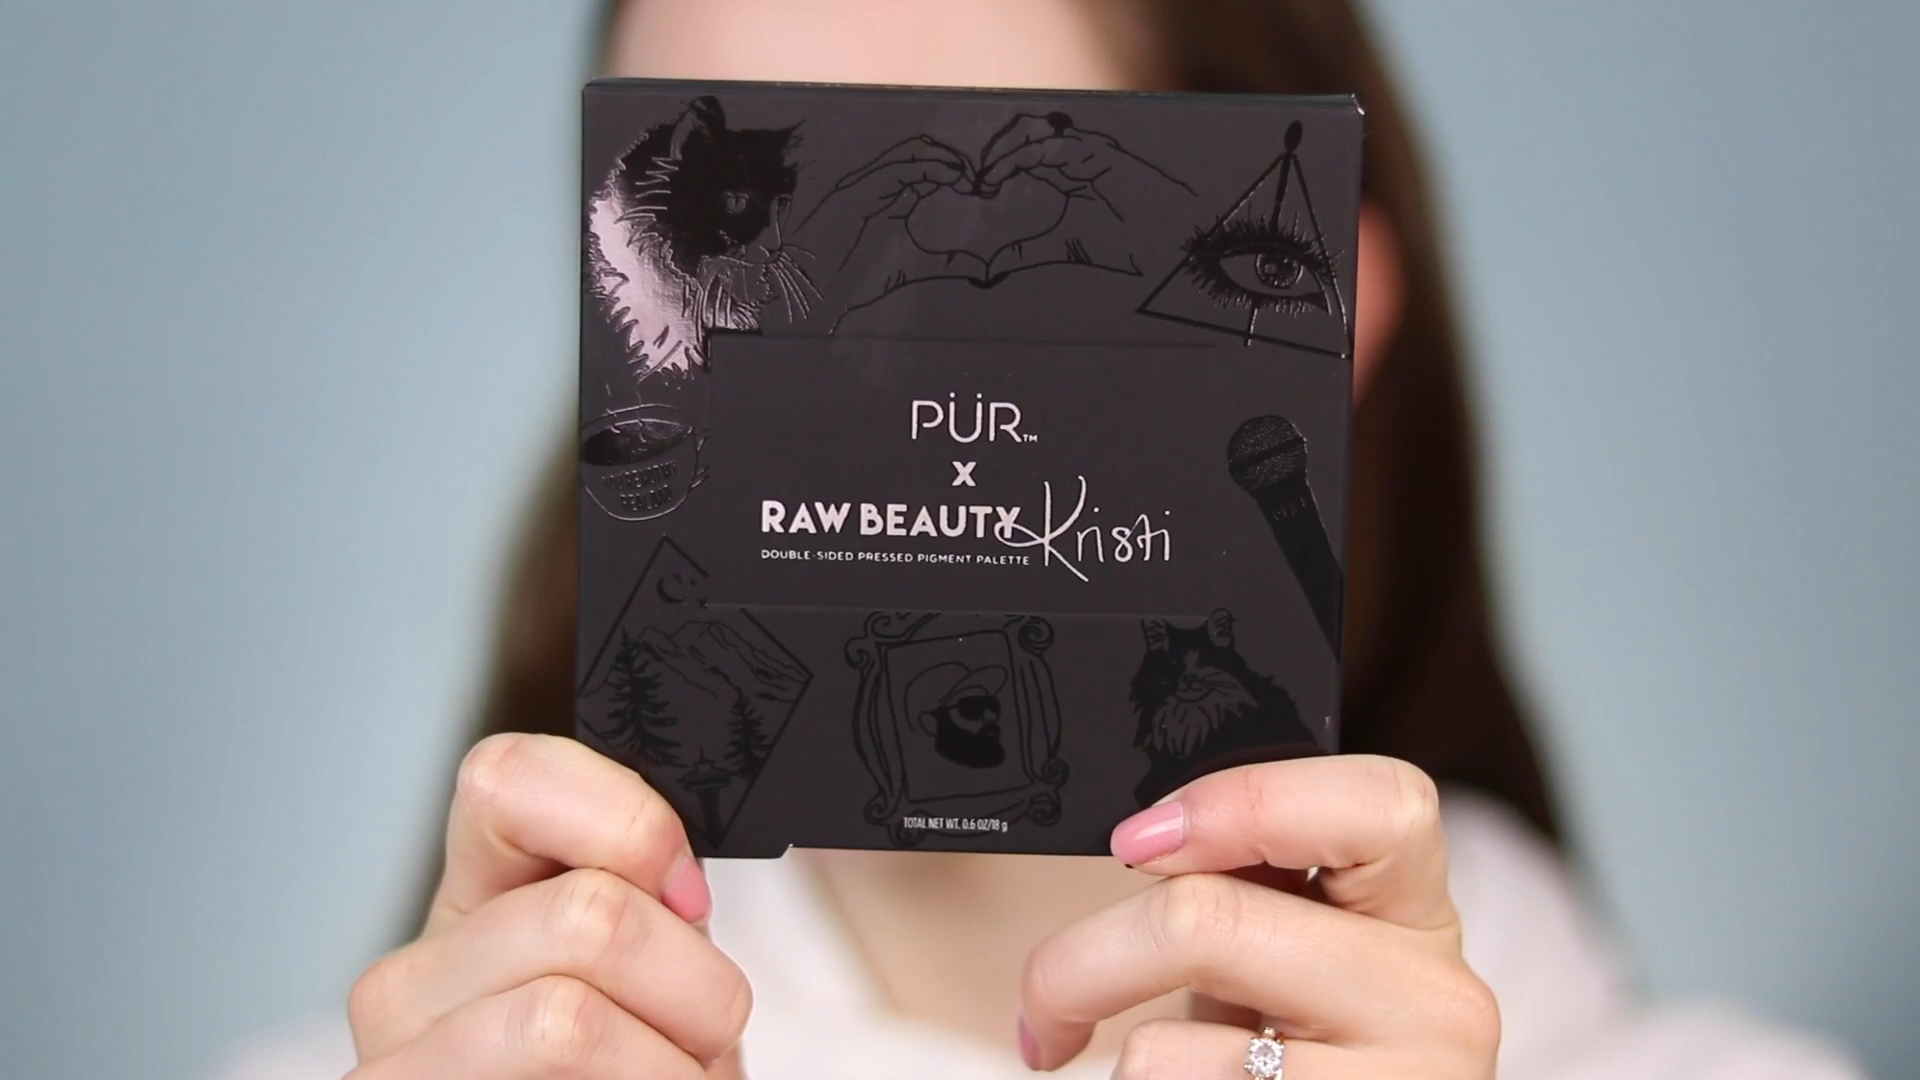 PÜR™
X
RAW BEAUTY Kristi
DOUBLE-SIDED PRESSED PIGMENT PALETTE
TOTAL NET WT. 0.6 OZ/18 g